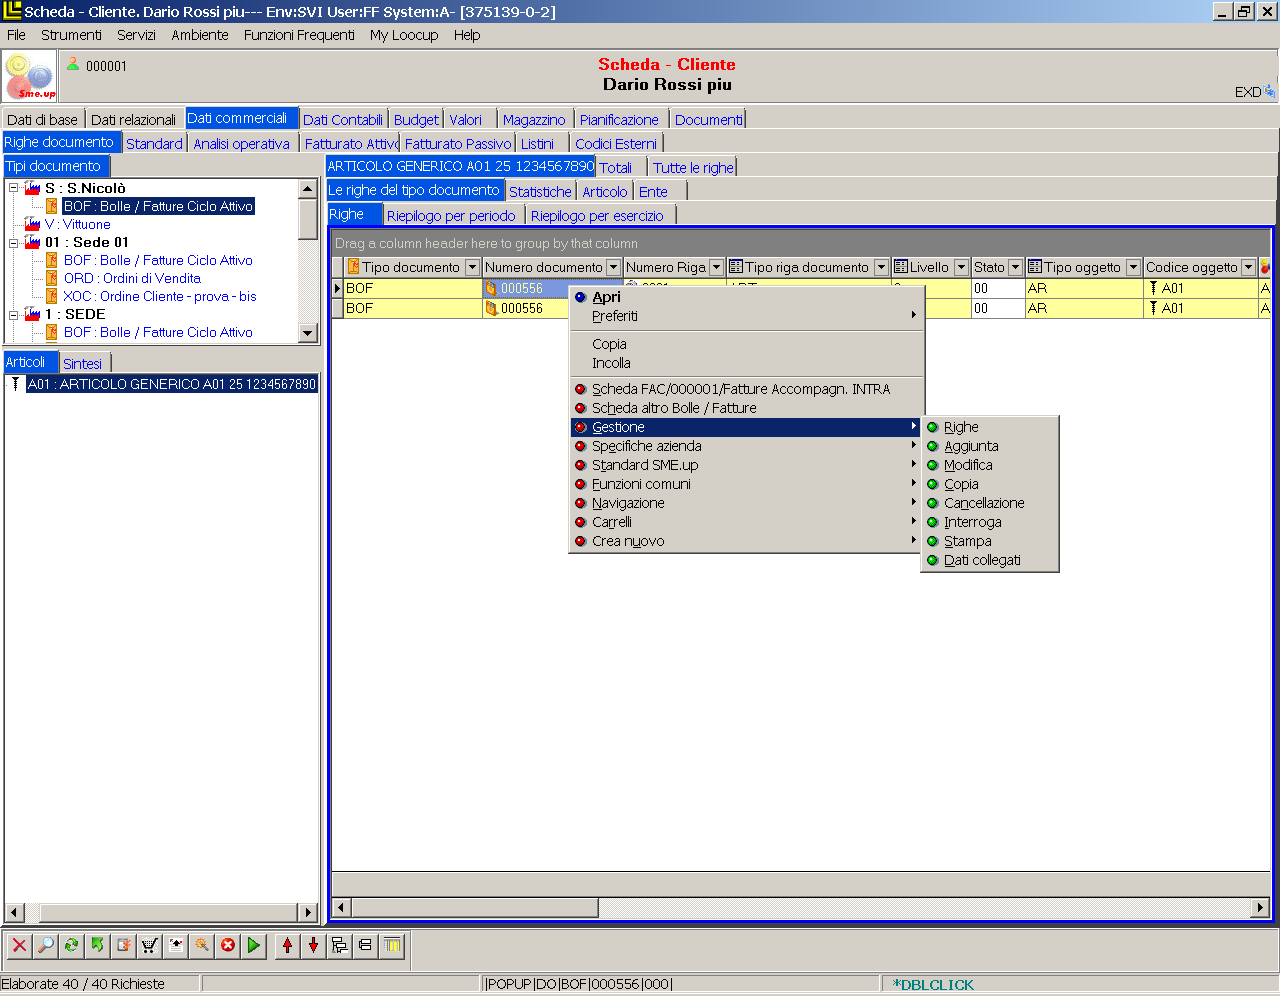 Scheda - Cliente. Dario Rossi piu--- Env:SVI User:FF System:A- [375139-0-2]
File Strumenti Servizi Ambiente Funzioni Frequenti My Loocup Help
Sme.up
000001
Scheda - Cliente
Dario Rossi piu
EXD
Dati di base Dati relazionali Dati commerciali Dati Contabili Budget Valori Magazzino Pianificazione Documenti
Righe documento Standard Analisi operativa Fatturato Attivo Fatturato Passivo Listini Codici Esterni
Tipi documento
S : S.Nicolò
BOF : Bolle / Fatture Ciclo Attivo
V : Vittuone
01 : Sede 01
BOF : Bolle / Fatture Ciclo Attivo
ORD : Ordini di Vendita
XOC : Ordine Cliente - prova - bis
1 : SEDE
BOF : Bolle / Fatture Ciclo Attivo
Articoli Sintesi
A01 : ARTICOLO GENERICO A01 25 1234567890
ARTICOLO GENERICO A01 25 1234567890 Totali Tutte le righe
Le righe del tipo documento Statistiche Articolo Ente
Righe Riepilogo per periodo Riepilogo per esercizio
Drag a column header here to group by that column
Tipo documento Numero documento Numero Riga Tipo riga documento Livello Stato Tipo oggetto Codice oggetto
BOF 000556 00 AR A01 A
BOF 000556 00 AR A01 A
Apri
Preferiti
Copia
Incolla
Scheda FAC/000001/Fatture Accompagn. INTRA
Scheda altro Bolle / Fatture
Gestione
Specifiche azienda
Standard SME.up
Funzioni comuni
Navigazione
Carrelli
Crea nuovo
Righe
Aggiunta
Modifica
Copia
Cancellazione
Interroga
Stampa
Dati collegati
Elaborate 40 / 40 Richieste
|POPUP|DO|BOF|000556|000|
*DBLCLICK